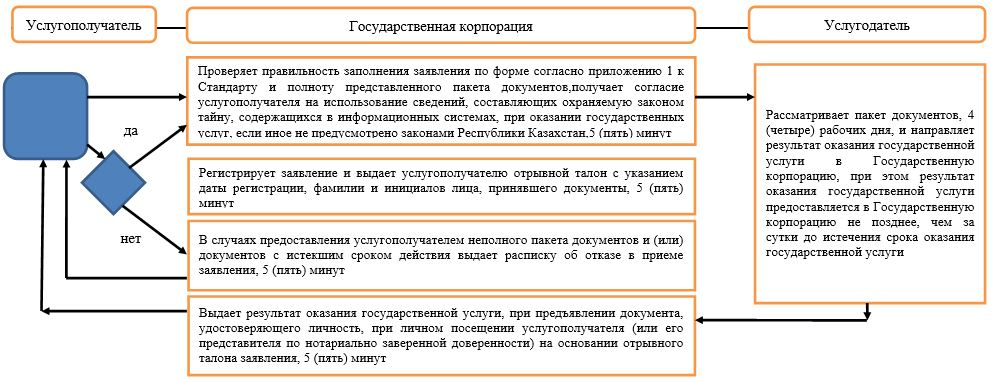 Услугополучатель
Государственная корпорация
Услугодатель
Проверяет правильность заполнения заявления по форме согласно приложению 1 к
Стандарту и полноту представленного пакета документов,получает согласие
услугополучателя на использование сведений, составляющих охраняемую законом
тайну, содержащихся в информационных системах, при оказании государственных
услуг, если иное не предусмотрено законами Республики Казахстан,5 (пять) минут
да
Регистрирует заявление и выдает услугополучателю отрывной талон с указанием
даты регистрации, фамилии и инициалов лица, принявшего документы, 5 (пять)
минут
нет
В случаях предоставления услугополучателем неполного пакета документов и (или)
документов с истекшим сроком действия выдает расписку об отказе в приеме
заявления, 5 (пять) минут
Выдает результат оказания государственной услуги, при предъявлении документа,
удостоверяющего личность, при личном посещении услугополучателя (или его
представителя по нотариально заверенной доверенности) на основании отрывного
талона заявления, 5 (пять) минут
Рассматривает пакет документов, 4
(четыре) рабочих дня, и направляет
результат оказания государственной
услуги в Государственную
корпорацию, при этом результат
оказания государственной услуги
предоставляется в Государственную
корпорацию не позднее, чем за
сутки до истечения срока оказания
государственной услуги